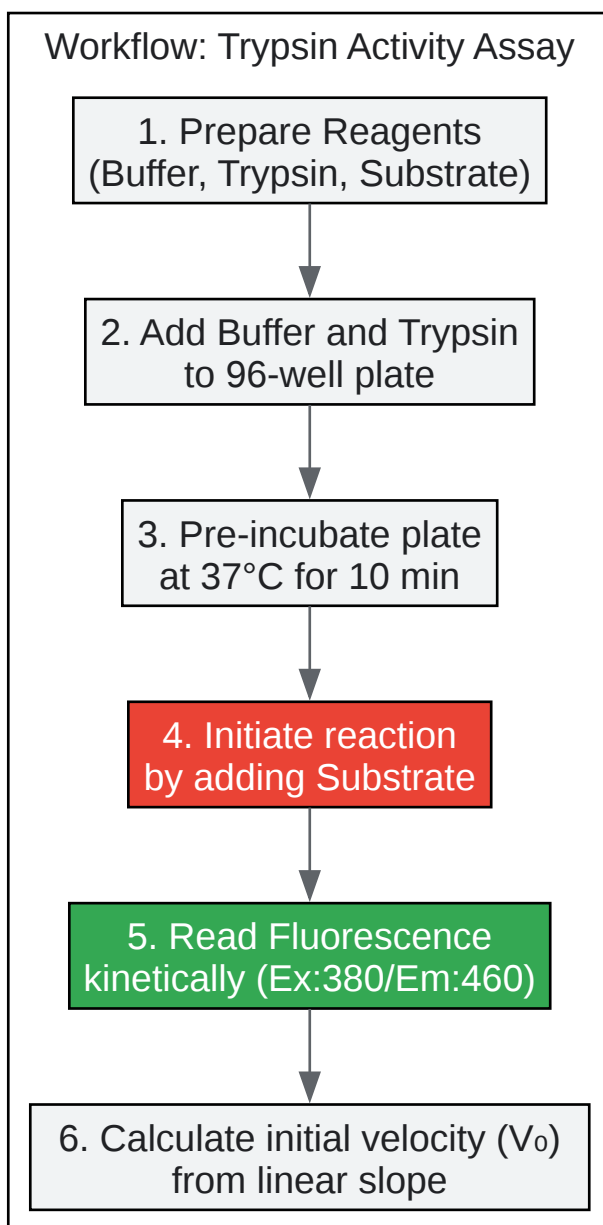 Workflow: Trypsin Activity Assay
1. Prepare Reagents
(Buffer, Trypsin, Substrate)
2. Add Buffer and Trypsin
to 96-well plate
3. Pre-incubate plate
at 37°C for 10 min
4. Initiate reaction
by adding Substrate
5. Read Fluorescence
kinetically (Ex:380/Em:460)
6. Calculate initial velocity (V₀)
from linear slope